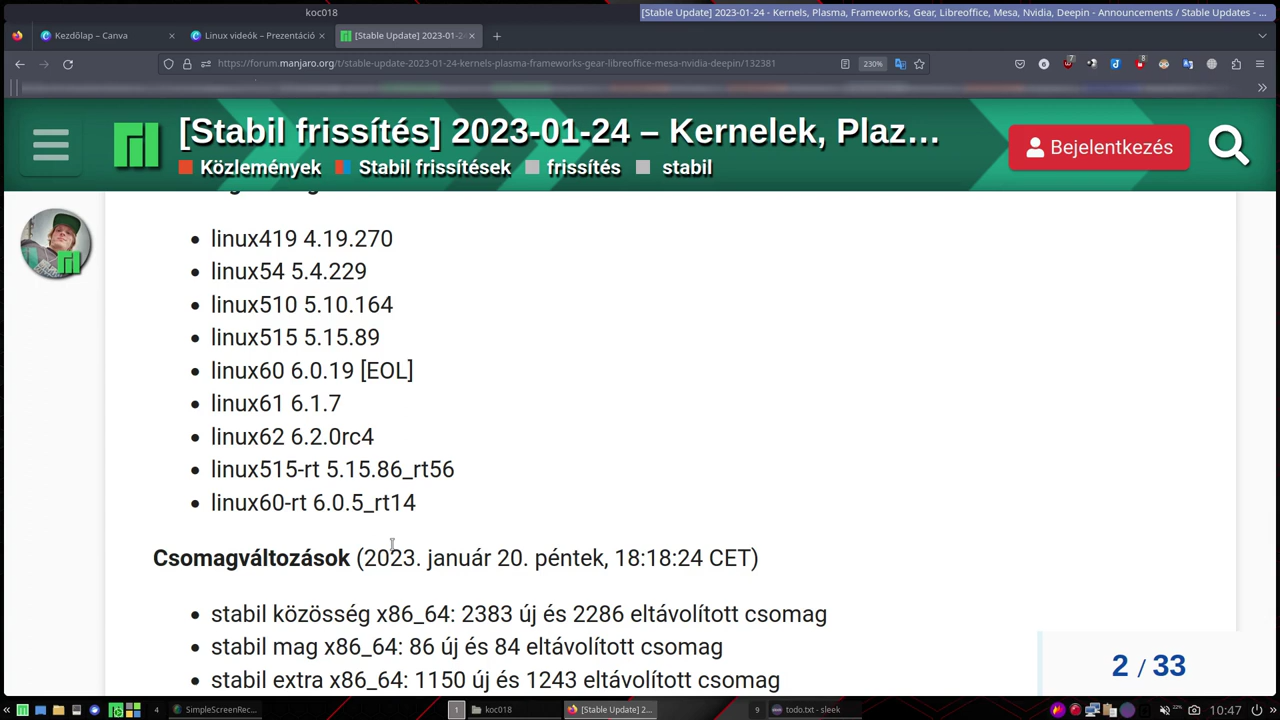 koc018
[Stable Update] 2023-01-24 - Kernels, Plasma, Frameworks, Gear, Libreoffice, Mesa, Nvidia, Deepin - Announcements / Stable Updates - ...
Kezdőlap – Canva
Linux videók – Prezentáció
[Stable Update] 2023-01-2
https://forum.manjaro.org/t/stable-update-2023-01-24-kernels-plasma-frameworks-gear-libreoffice-mesa-nvidia-deepin/132381
230%
7
8
[Stabil frissítés] 2023-01-24 – Kernelek, Plaz…
Közlemények Stabil frissítések frissítés stabil
Bejelentkezés
linux419 4.19.270
linux54 5.4.229
linux510 5.10.164
linux515 5.15.89
linux60 6.0.19 [EOL]
linux61 6.1.7
linux62 6.2.0rc4
linux515-rt 5.15.86_rt56
linux60-rt 6.0.5_rt14
Csomagváltozások (2023. január 20. péntek, 18:18:24 CET)
stabil közösség x86_64: 2383 új és 2286 eltávolított csomag
stabil mag x86_64: 86 új és 84 eltávolított csomag
stabil extra x86_64: 1150 új és 1243 eltávolított csomag
2 / 33
4
SimpleScreenRec...
1
koc018
[Stable Update] 2...
9
todo.txt - sleek
9%
10:47